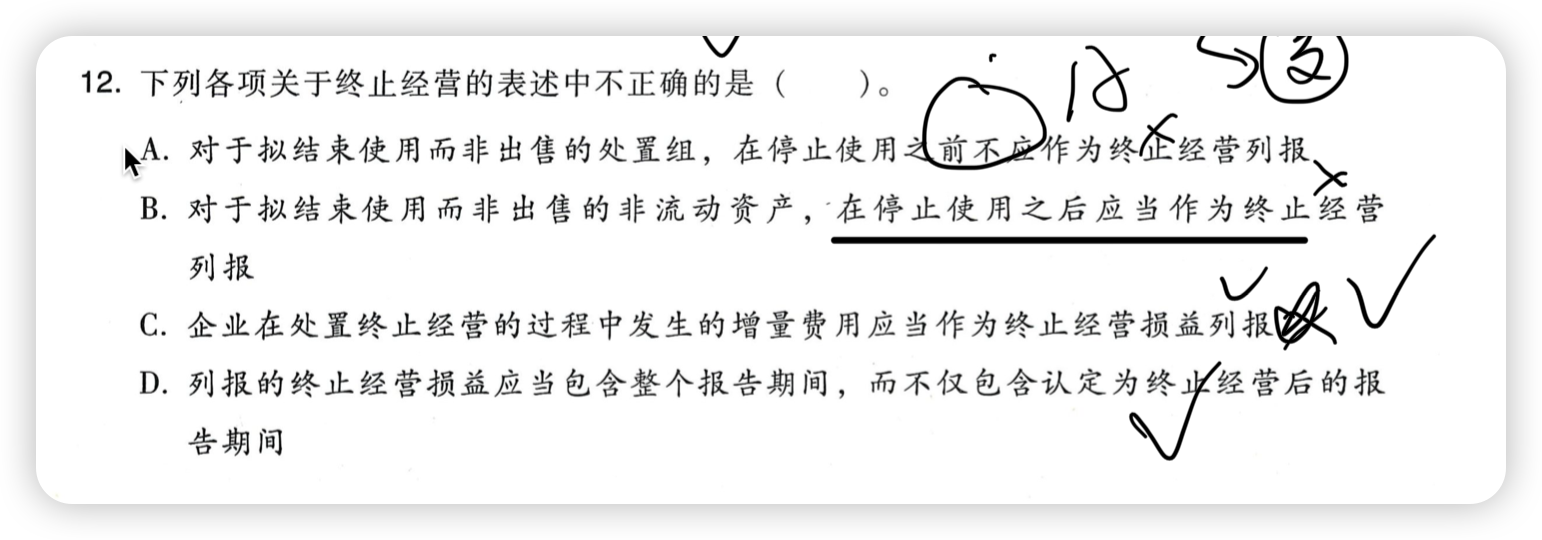 12. 下列各项关于终止经营的表述中不正确的是（　　）。
A. 对于拟结束使用而非出售的处置组，在停止使用之前不应作为终止经营列报
B. 对于拟结束使用而非出售的非流动资产，在停止使用之后应当作为终止经营
列报
C. 企业在处置终止经营的过程中发生的增量费用应当作为终止经营损益列报
D. 列报的终止经营损益应当包含整个报告期间，而不仅包含认定为终止经营后的报
告期间